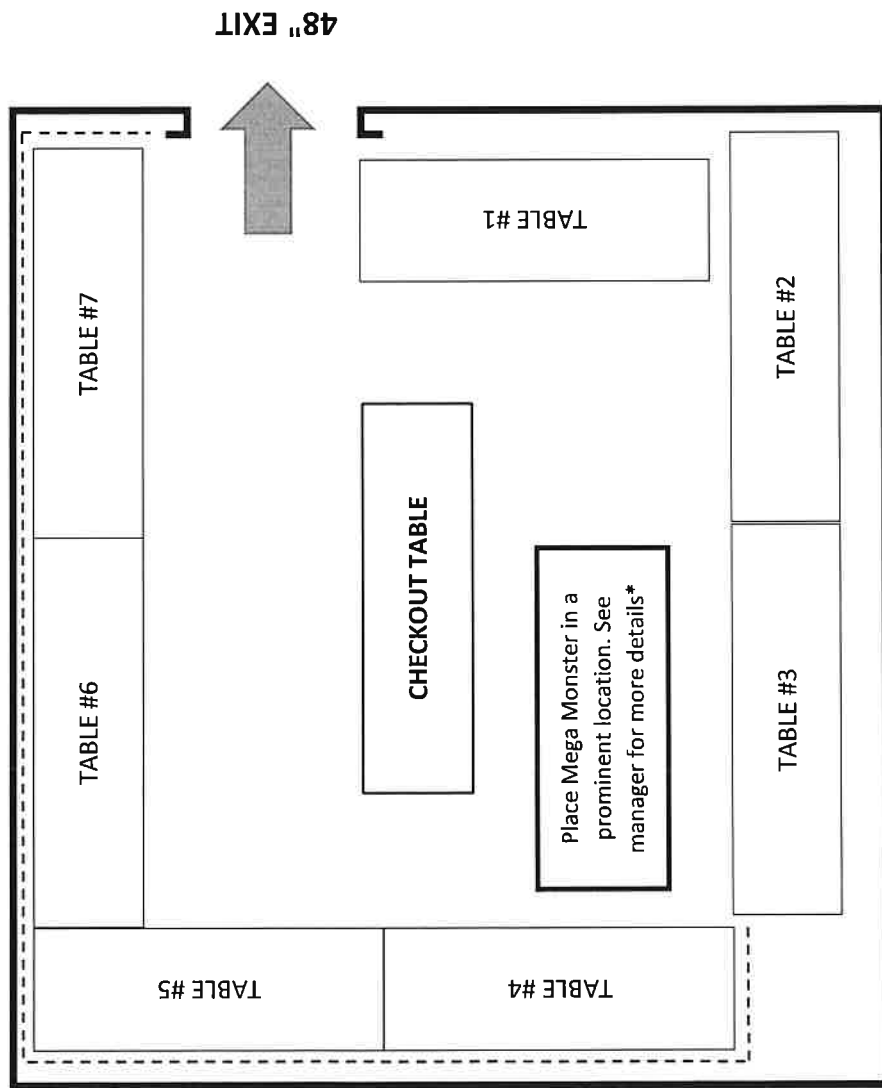 48" EXIT
TABLE #7
TABLE #1
TABLE #6
CHECKOUT TABLE
TABLE #2
Place Mega Monster in a
prominent location. See
manager for more details*
TABLE #5
TABLE #4
TABLE #3